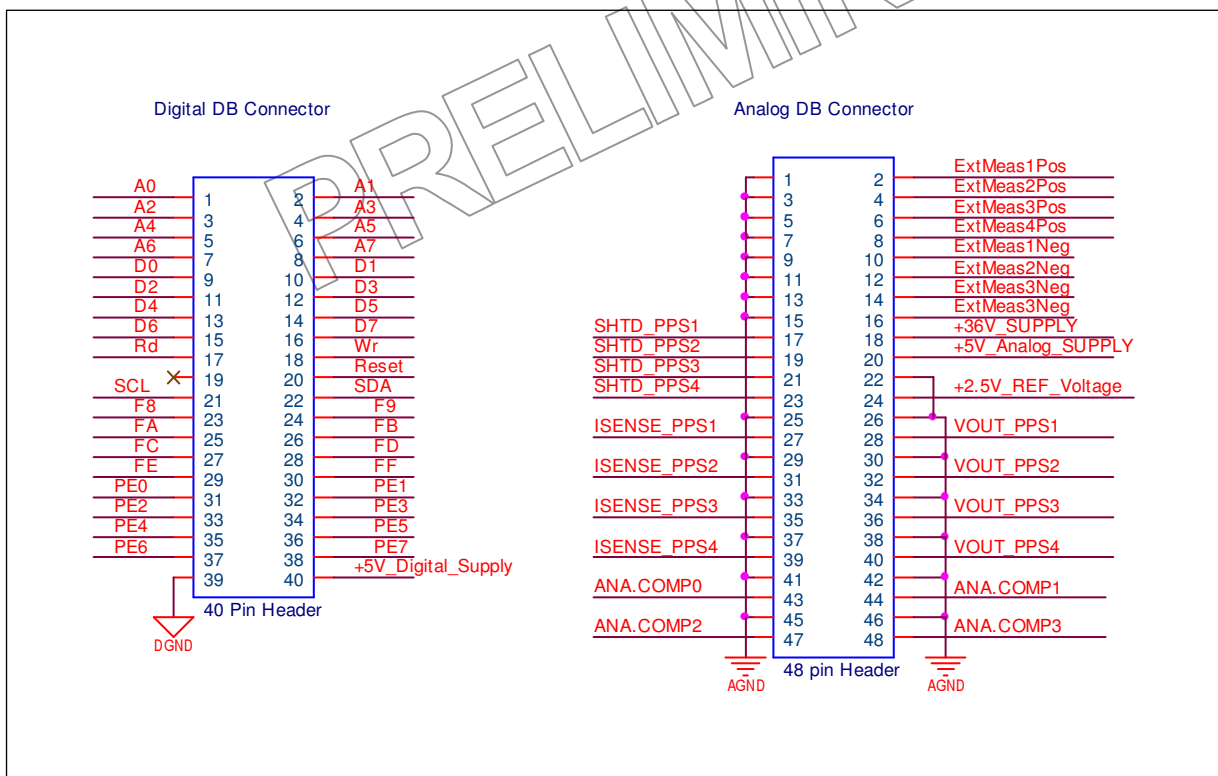 PRELIMIN
Digital DB Connector
A0 1 2 A1
A2 3 4 A3
A4 5 6 A5
A6 7 8 A7
D0 9 10 D1
D2 11 12 D3
D4 13 14 D5
D6 15 16 D7
Rd 17 18 Wr
19 20 Reset
SCL 21 22 SDA
F8 23 24 F9
FA 25 26 FB
FC 27 28 FD
FE 29 30 FF
PE0 31 32 PE1
PE2 33 34 PE3
PE4 35 36 PE5
PE6 37 38 PE7
39 40 +5V_Digital_Supply
40 Pin Header
DGND
Analog DB Connector
1 2 ExtMeas1Pos
3 4 ExtMeas2Pos
5 6 ExtMeas3Pos
7 8 ExtMeas4Pos
9 10 ExtMeas1Neg
11 12 ExtMeas2Neg
13 14 ExtMeas3Neg
15 16 ExtMeas3Neg
SHTD_PPS1 17 18 +36V_SUPPLY
SHTD_PPS2 19 20 +5V_Analog_SUPPLY
SHTD_PPS3 21 22
SHTD_PPS4 23 24 +2.5V_REF_Voltage
25 26
ISENSE_PPS1 27 28 VOUT_PPS1
29 30
ISENSE_PPS2 31 32 VOUT_PPS2
33 34
ISENSE_PPS3 35 36 VOUT_PPS3
37 38
ISENSE_PPS4 39 40 VOUT_PPS4
41 42
ANA.COMP0 43 44 ANA.COMP1
45 46
ANA.COMP2 47 48 ANA.COMP3
48 pin Header
AGND
AGND